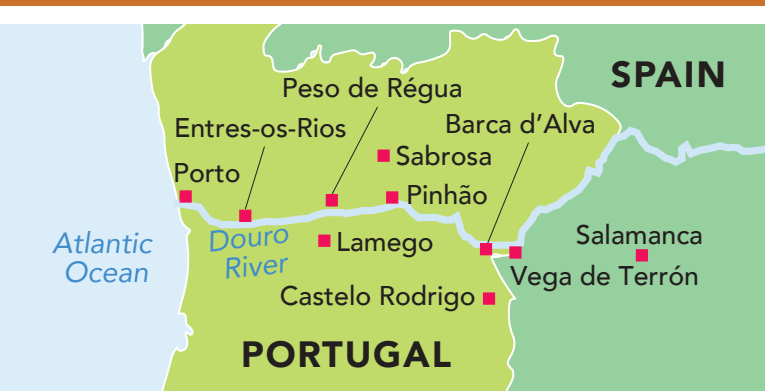 SPAIN
Peso de Régua
Barca d’Alva
Entres-os-Rios
Sabrosa
Porto
Pinhão
Atlantic
Ocean
Douro
River
Lamego
Salamanca
Vega de Terrón
Castelo Rodrigo
PORTUGAL